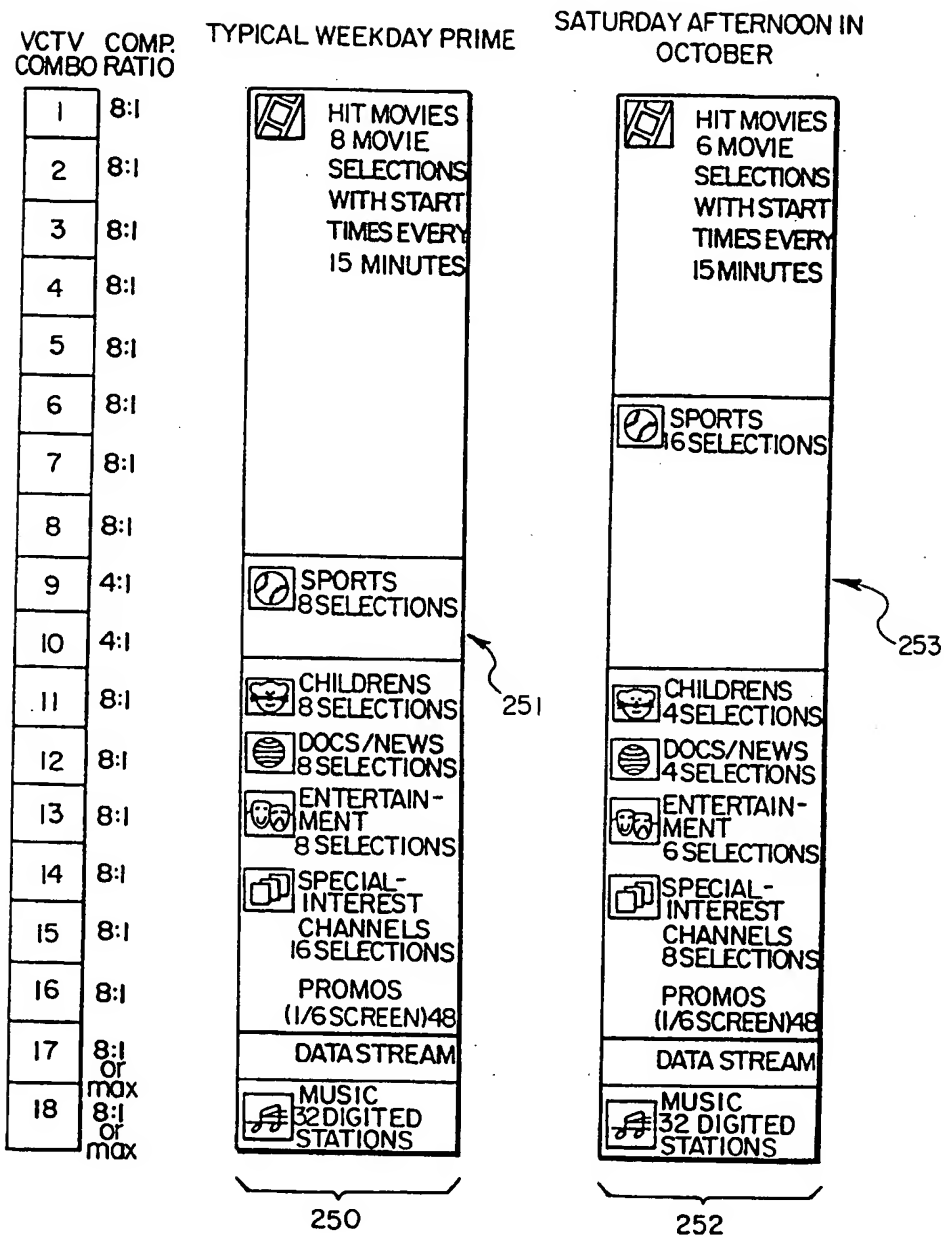 VCTV COMP.
COMBO RATIO
TYPICAL WEEKDAY PRIME
SATURDAY AFTERNOON IN
OCTOBER
1 8:1
2 8:1
3 8:1
4 8:1
5 8:1
6 8:1
7 8:1
8 8:1
9 4:1
10 4:1
11 8:1
12 8:1
13 8:1
14 8:1
15 8:1
16 8:1
17 8:1
or
max
18 8:1
or
max
HIT MOVIES
8 MOVIE
SELECTIONS
WITH START
TIMES EVERY
15 MINUTES
SPORTS
8 SELECTIONS
251
CHILDRENS
8 SELECTIONS
DOCS/NEWS
8 SELECTIONS
ENTERTAIN-
MENT
8 SELECTIONS
SPECIAL-
INTEREST
CHANNELS
16 SELECTIONS
PROMOS
(1/6 SCREEN) 48
DATA STREAM
MUSIC
32 DIGITED
STATIONS
250
HIT MOVIES
6 MOVIE
SELECTIONS
WITH START
TIMES EVERY
15 MINUTES
SPORTS
16 SELECTIONS
253
CHILDRENS
4 SELECTIONS
DOCS/NEWS
4 SELECTIONS
ENTERTAIN-
MENT
6 SELECTIONS
SPECIAL-
INTEREST
CHANNELS
8 SELECTIONS
PROMOS
(1/6 SCREEN) 48
DATA STREAM
MUSIC
32 DIGITED
STATIONS
252